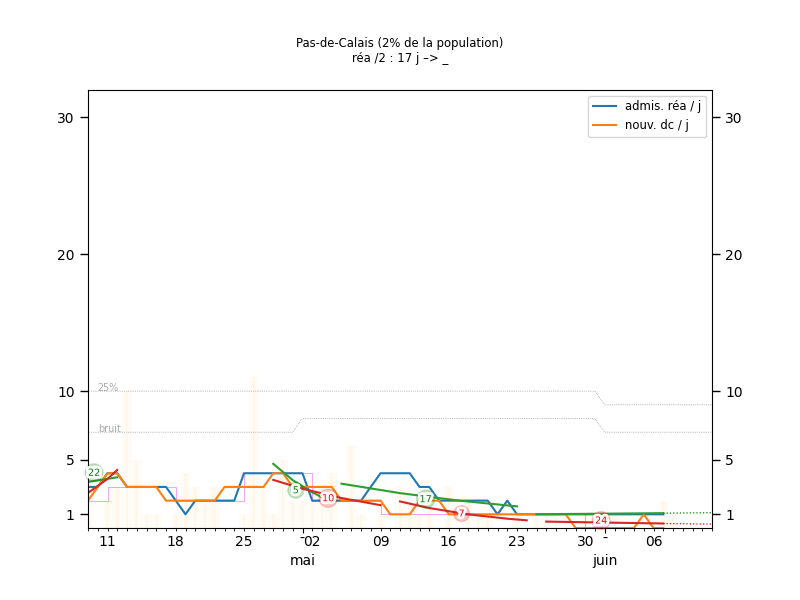 Pas-de-Calais (2% de la population)
réa /2 : 17 j –> _
admis. réa / j
nouv. dc / j
30 30
20 20
10 10
25%
bruit
5 5
22
5
10
17
7
24
1 1
11 18 25 02 09 16 23 30 06
mai juin